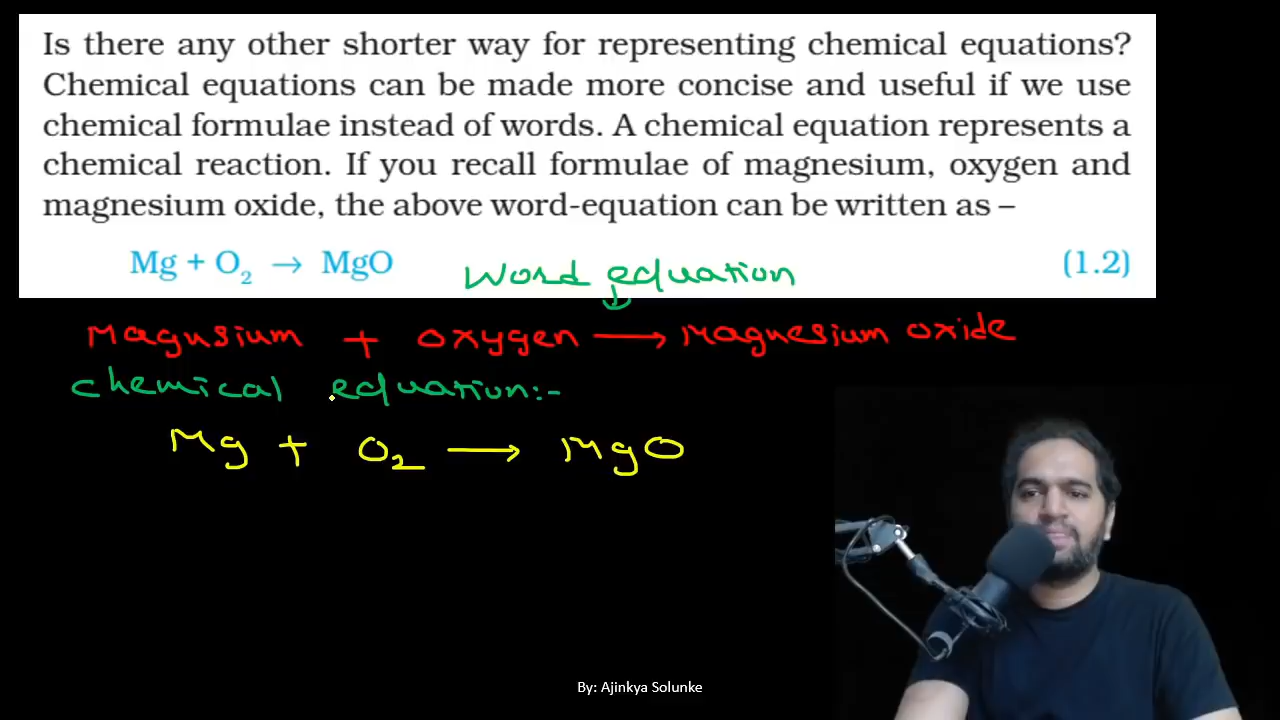 Is there any other shorter way for representing chemical equations?
Chemical equations can be made more concise and useful if we use
chemical formulae instead of words. A chemical equation represents a
chemical reaction. If you recall formulae of magnesium, oxygen and
magnesium oxide, the above word-equation can be written as –
Mg + O₂ → MgO (1.2)
Word equation
Magnusium + oxygen → Magnesium oxide
chemical equation:-
Mg + O₂ → MgO
By: Ajinkya Solunke